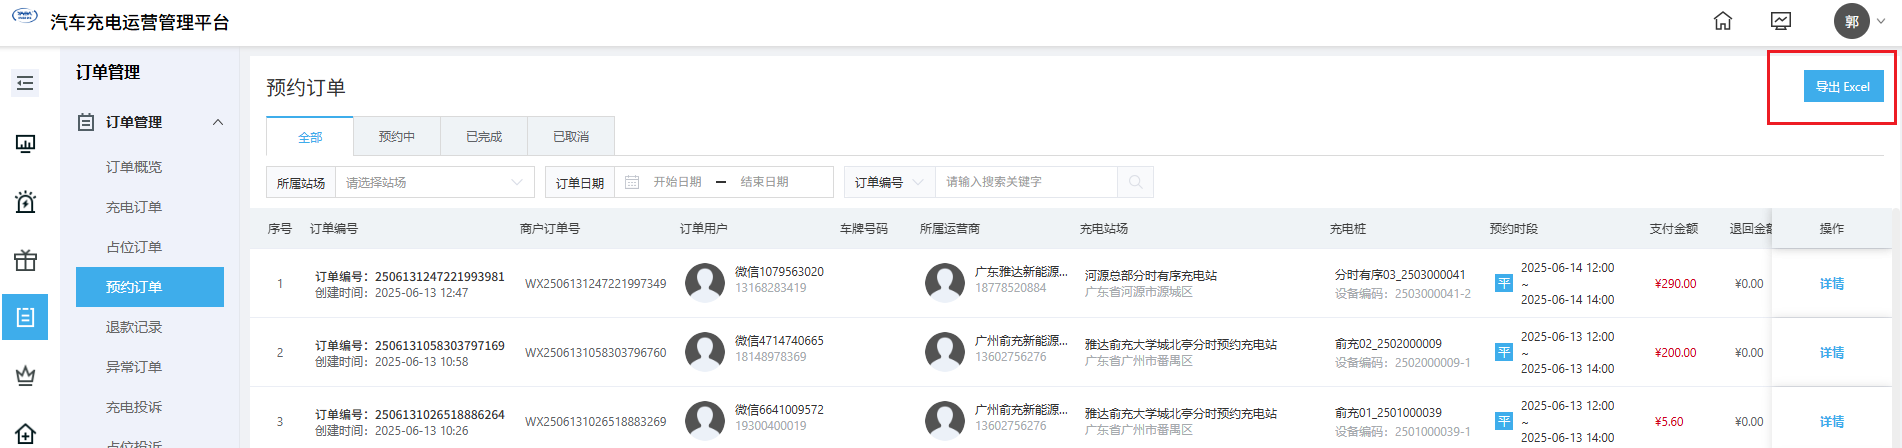 汽车充电运营管理平台
郭
订单管理
预约订单
导出 Excel
订单管理
全部
预约中
已完成
已取消
订单概览
所属站场
请选择站场
订单日期
开始日期
结束日期
订单编号
请输入搜索关键字
充电订单
序号
订单编号
商户订单号
订单用户
车牌号码
所属运营商
充电站场
充电桩
预约时段
支付金额
退回金额
操作
占位订单
预约订单
退款记录
异常订单
充电投诉
占位投诉
1
订单编号：2506131247221993981
创建时间：2025-06-13 12:47
WX2506131247221997349
微信1079563020
13168283419
广东雅达新能源...
18778520884
河源总部分时有序充电站
广东省河源市源城区
分时有序03_2503000041
设备编码：2503000041-2
平
2025-06-14 12:00
~
2025-06-14 14:00
¥290.00
¥0.00
详情
2
订单编号：2506131058303797169
创建时间：2025-06-13 10:58
WX2506131058303796760
微信4714740665
18148978369
广州俞充新能源...
13602756276
雅达俞充大学城北亭分时预约充电站
广东省广州市番禺区
俞充02_2502000009
设备编码：2502000009-1
平
2025-06-13 12:00
~
2025-06-13 14:00
¥200.00
¥0.00
详情
3
订单编号：2506131026518886264
创建时间：2025-06-13 10:26
WX2506131026518883269
微信6641009572
19300400019
广州俞充新能源...
13602756276
雅达俞充大学城北亭分时预约充电站
广东省广州市番禺区
俞充01_2501000039
设备编码：2501000039-1
平
2025-06-13 12:00
~
2025-06-13 14:00
¥5.60
¥0.00
详情